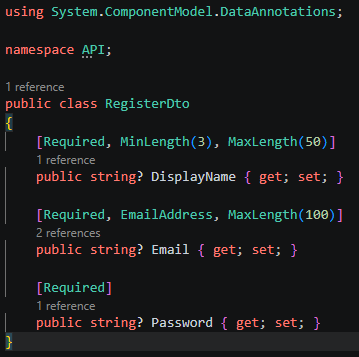 using System.ComponentModel.DataAnnotations;
namespace API;
1 reference
public class RegisterDto
{
[Required, MinLength(3), MaxLength(50)]
1 reference
public string? DisplayName { get; set; }
[Required, EmailAddress, MaxLength(100)]
2 references
public string? Email { get; set; }
[Required]
1 reference
public string? Password { get; set; }
}